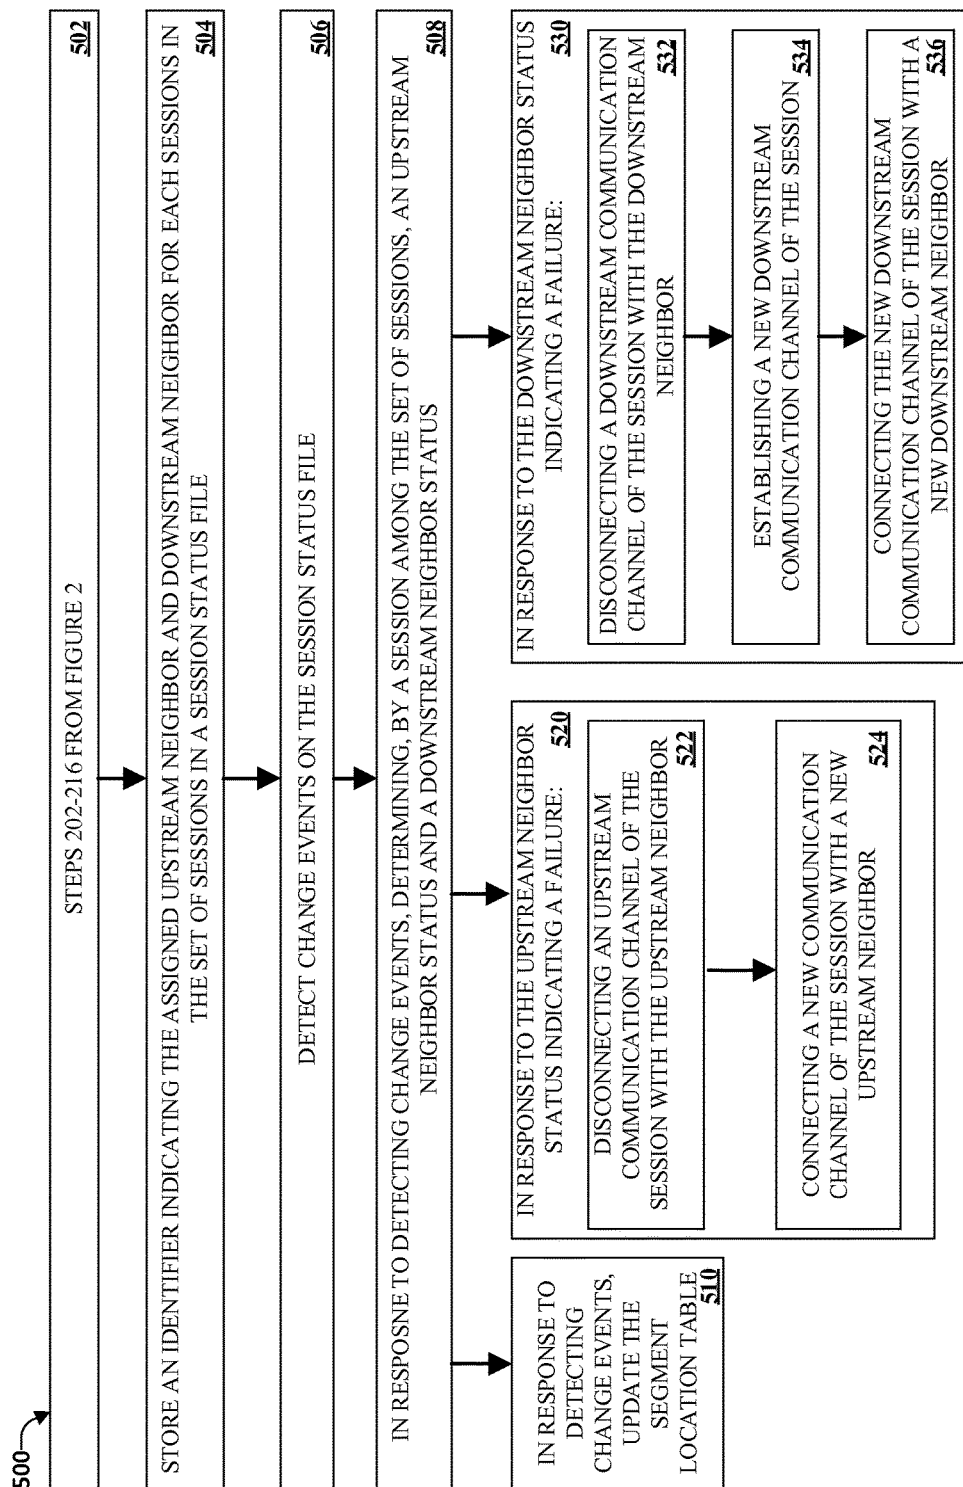 500
STEPS 202-216 FROM FIGURE 2
502
STORE AN IDENTIFIER INDICATING THE ASSIGNED UPSTREAM NEIGHBOR AND DOWNSTREAM NEIGHBOR FOR EACH SESSIONS IN
THE SET OF SESSIONS IN A SESSION STATUS FILE
504
DETECT CHANGE EVENTS ON THE SESSION STATUS FILE
506
IN RESPOSNE TO DETECTING CHANGE EVENTS, DETERMINING, BY A SESSION AMONG THE SET OF SESSIONS, AN UPSTREAM
NEIGHBOR STATUS AND A DOWNSTREAM NEIGHBOR STATUS
508
IN RESPONSE TO
DETECTING
CHANGE EVENTS,
UPDATE THE
SEGMENT
LOCATION TABLE
510
IN RESPONSE TO THE UPSTREAM NEIGHBOR
STATUS INDICATING A FAILURE:
520
DISCONNECTING AN UPSTREAM
COMMUNICATION CHANNEL OF THE
SESSION WITH THE UPSTREAM NEIGHBOR
522
CONNECTING A NEW COMMUNICATION
CHANNEL OF THE SESSION WITH A NEW
UPSTREAM NEIGHBOR
524
IN RESPONSE TO THE DOWNSTREAM NEIGHBOR STATUS
INDICATING A FAILURE:
530
DISCONNECTING A DOWNSTREAM COMMUNICATION
CHANNEL OF THE SESSION WITH THE DOWNSTREAM
NEIGHBOR
532
ESTABLISHING A NEW DOWNSTREAM
COMMUNICATION CHANNEL OF THE SESSION
534
CONNECTING THE NEW DOWNSTREAM
COMMUNICATION CHANNEL OF THE SESSION WITH A
NEW DOWNSTREAM NEIGHBOR
536